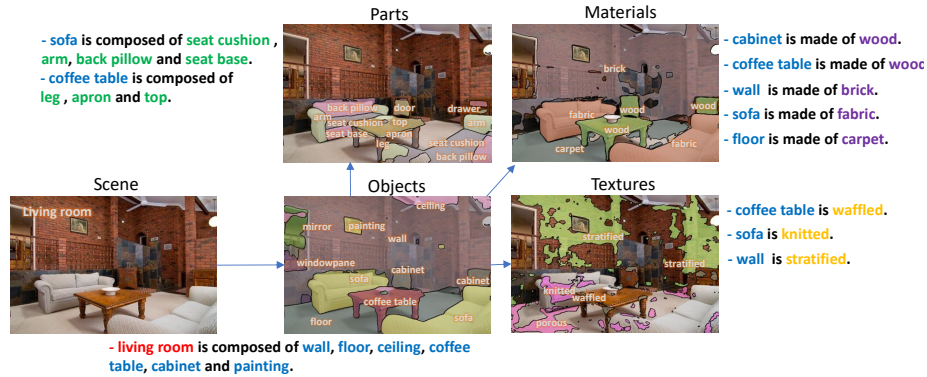 Parts
Materials
- sofa is composed of seat cushion ,
arm, back pillow and seat base.
- coffee table is composed of
leg , apron and top.
back pillow
door
drawer
arm
seat cushion
top
arm
seat base
apron
leg
seat cushion
back pillow
brick
wood
wood
fabric
wood
carpet
fabric
- cabinet is made of wood.
- coffee table is made of wood
- wall is made of brick.
- sofa is made of fabric.
- floor is made of carpet.
Scene
Objects
Textures
Living room
ceiling
mirror
painting
wall
windowpane
cabinet
sofa
cabinet
coffee table
floor
sofa
stratified
stratified
knitted
waffled
porous
- coffee table is waffled.
- sofa is knitted.
- wall is stratified.
- living room is composed of wall, floor, ceiling, coffee
table, cabinet and painting.